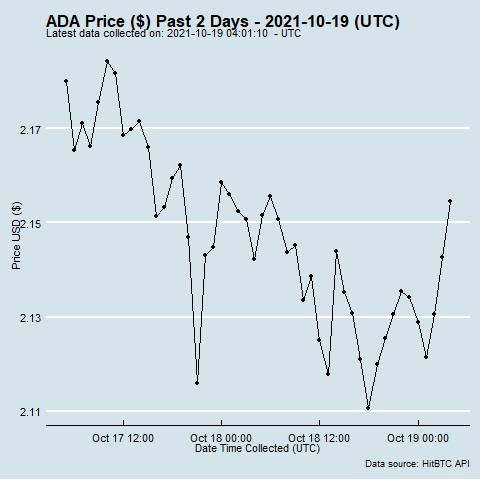 ADA Price ($) Past 2 Days - 2021-10-19 (UTC)
Latest data collected on: 2021-10-19 04:01:10 - UTC
Price USD ($)
2.17
2.15
2.13
2.11
Oct 17 12:00 Oct 18 00:00 Oct 18 12:00 Oct 19 00:00
Date Time Collected (UTC)
Data source: HitBTC API